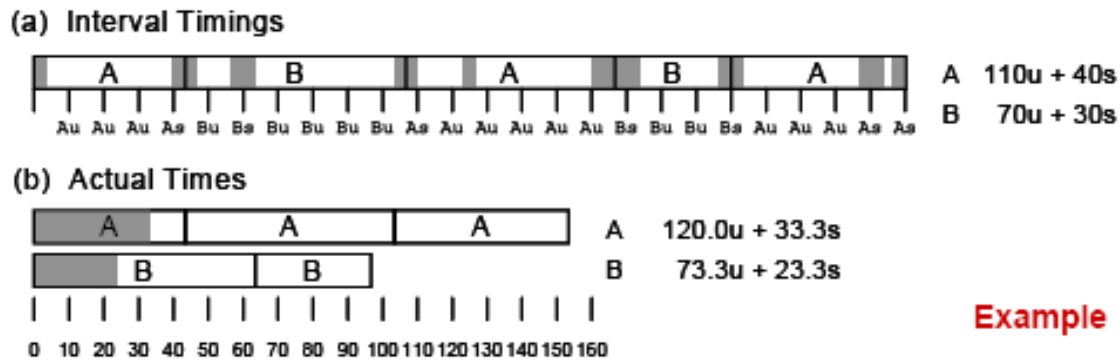 (a) Interval Timings
A B A B A A 110u + 40s
B 70u + 30s
Au Au Au As Bu Bs Bu Bu Bu Bu As Au Au Au Au Au Bs Bu Bu Bs Au Au Au As As
(b) Actual Times
A A A A 120.0u + 33.3s
B B B 73.3u + 23.3s
Example
0 10 20 30 40 50 60 70 80 90 100 110 120 130 140 150 160